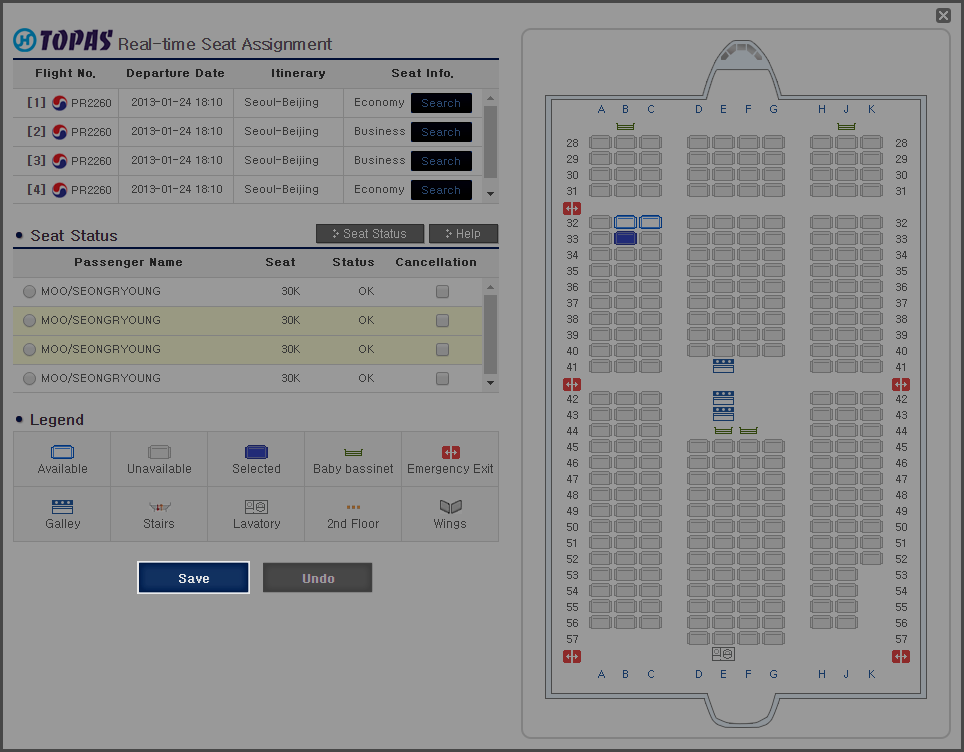 TOPAS Real-time Seat Assignment
Flight No. Departure Date Itinerary Seat Info.
[1] PR2260 2013-01-24 18:10 Seoul-Beijing Economy Search
[2] PR2260 2013-01-24 18:10 Seoul-Beijing Business Search
[3] PR2260 2013-01-24 18:10 Seoul-Beijing Business Search
[4] PR2260 2013-01-24 18:10 Seoul-Beijing Economy Search
Seat Status
Seat Status Help
Passenger Name Seat Status Cancellation
MOO/SEONGRYOUNG 30K OK
MOO/SEONGRYOUNG 30K OK
MOO/SEONGRYOUNG 30K OK
MOO/SEONGRYOUNG 30K OK
Legend
Available Unavailable Selected Baby bassinet Emergency Exit
Galley Stairs Lavatory 2nd Floor Wings
Save Undo
A B C D E F G H J K
28 28
29 29
30 30
31 31
32 32
33 33
34 34
35 35
36 36
37 37
38 38
39 39
40 40
41 41
42 42
43 43
44 44
45 45
46 46
47 47
48 48
49 49
50 50
51 51
52 52
53 53
54 54
55 55
56 56
57 57
A B C D E F G H J K